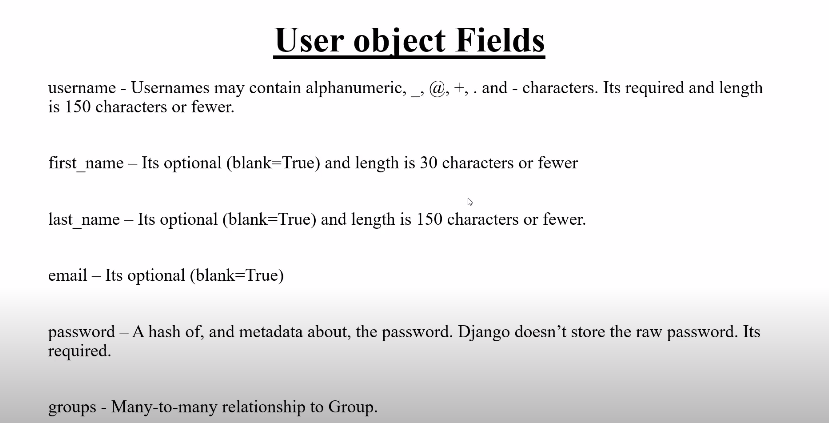 User object Fields
username - Usernames may contain alphanumeric, _, @, +, . and - characters. Its required and length
is 150 characters or fewer.
first_name – Its optional (blank=True) and length is 30 characters or fewer
last_name – Its optional (blank=True) and length is 150 characters or fewer.
email – Its optional (blank=True)
password – A hash of, and metadata about, the password. Django doesn’t store the raw password. Its
required.
groups - Many-to-many relationship to Group.